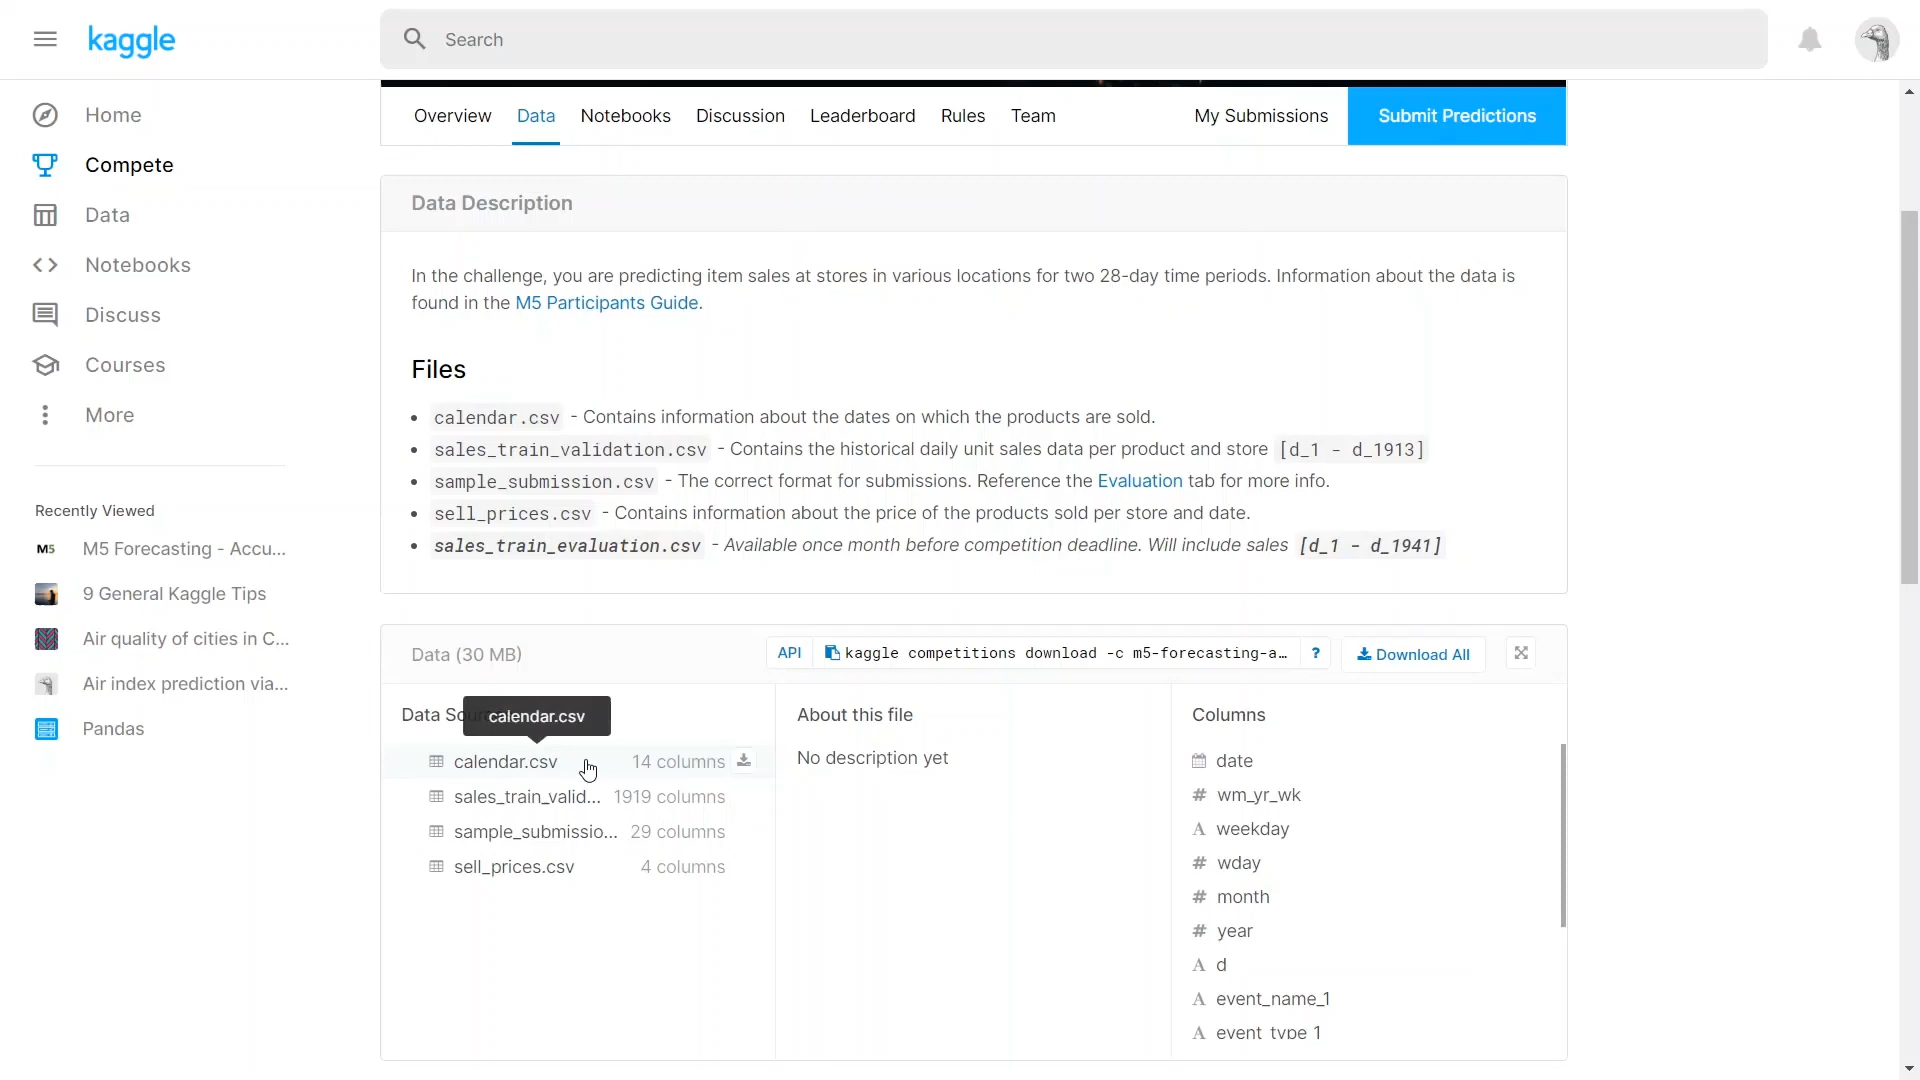 kaggle
Search
Home
Compete
Data
Notebooks
Discuss
Courses
More
Recently Viewed
M5 M5 Forecasting - Accu...
9 General Kaggle Tips
Air quality of cities in C...
Air index prediction via...
Pandas
Overview Data Notebooks Discussion Leaderboard Rules Team My Submissions Submit Predictions
Data Description
In the challenge, you are predicting item sales at stores in various locations for two 28-day time periods. Information about the data is
found in the M5 Participants Guide.
Files
• calendar.csv - Contains information about the dates on which the products are sold.
• sales_train_validation.csv - Contains the historical daily unit sales data per product and store [d_1 - d_1913]
• sample_submission.csv - The correct format for submissions. Reference the Evaluation tab for more info.
• sell_prices.csv - Contains information about the price of the products sold per store and date.
• sales_train_evaluation.csv - Available once month before competition deadline. Will include sales [d_1 - d_1941]
Data (30 MB) API kaggle competitions download -c m5-forecasting-a… ? Download All
Data
calendar.csv
calendar.csv 14 columns
sales_train_valid... 1919 columns
sample_submissio... 29 columns
sell_prices.csv 4 columns
About this file
No description yet
Columns
date
# wm_yr_wk
A weekday
# wday
# month
# year
A d
A event_name_1
A event_type_1